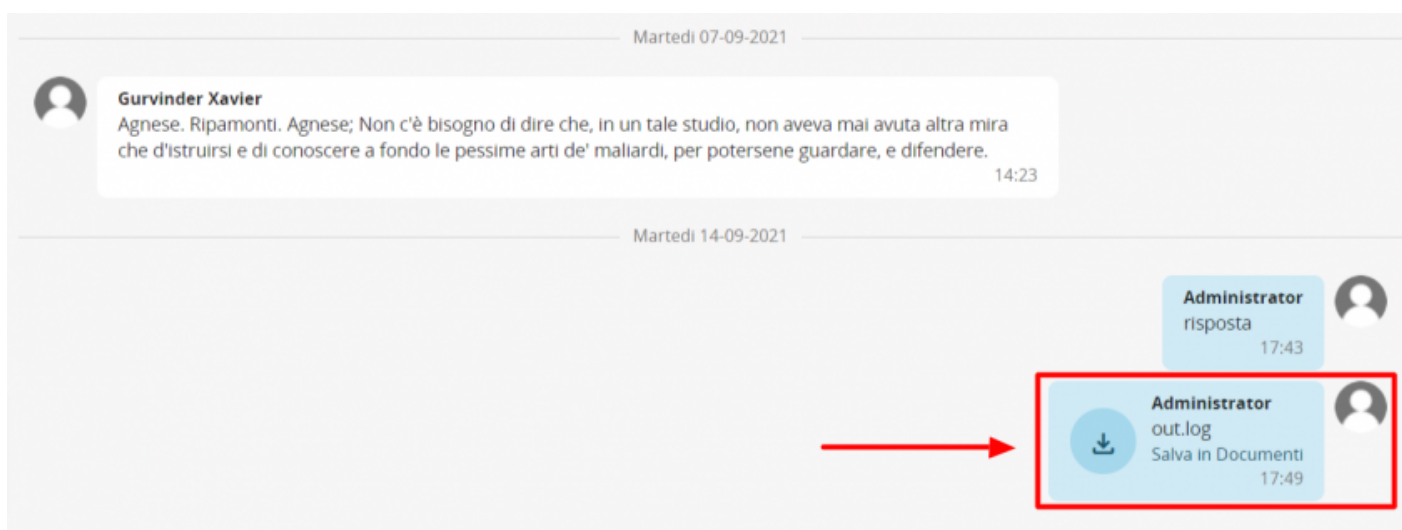 Martedì 07-09-2021
Gurvinder Xavier
Agnese. Ripamonti. Agnese; Non c'è bisogno di dire che, in un tale studio, non aveva mai avuta altra mira
che d'istruirsi e di conoscere a fondo le pessime arti de' maliardi, per potersene guardare, e difendere.
14:23
Martedì 14-09-2021
Administrator
risposta
17:43
Administrator
out.log
Salva in Documenti
17:49